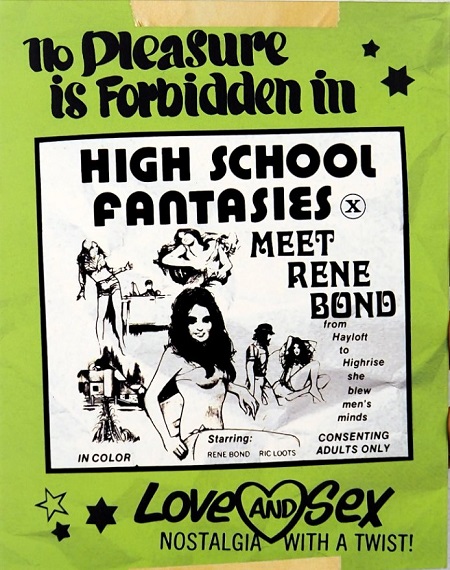 No Pleasure
is Forbidden in
HIGH SCHOOL
FANTASIES X
MEET
RENE
BOND
from
Hayloft
to
Highrise
she
blew
men's
minds
IN COLOR
Starring:
RENE BOND RIC LOOTS
CONSENTING
ADULTS ONLY
Love AND Sex
NOSTALGIA WITH A TWIST!